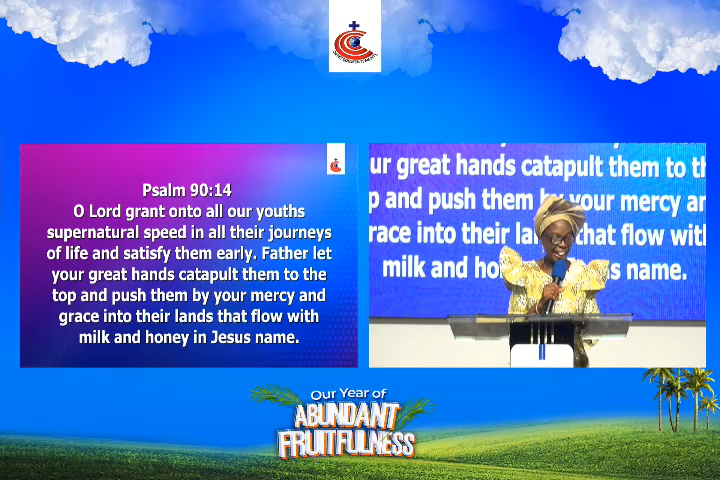 Psalm 90:14
O Lord grant onto all our youths
supernatural speed in all their journeys
of life and satisfy them early. Father let
your great hands catapult them to the
top and push them by your mercy and
grace into their lands that flow with
milk and honey in Jesus name.
ur great hands catapult them to th
p and push them by your mercy an
race into their la that flow wit
milk and ho s name.
Our Year of
ABUNDANT
FRUITFULNESS